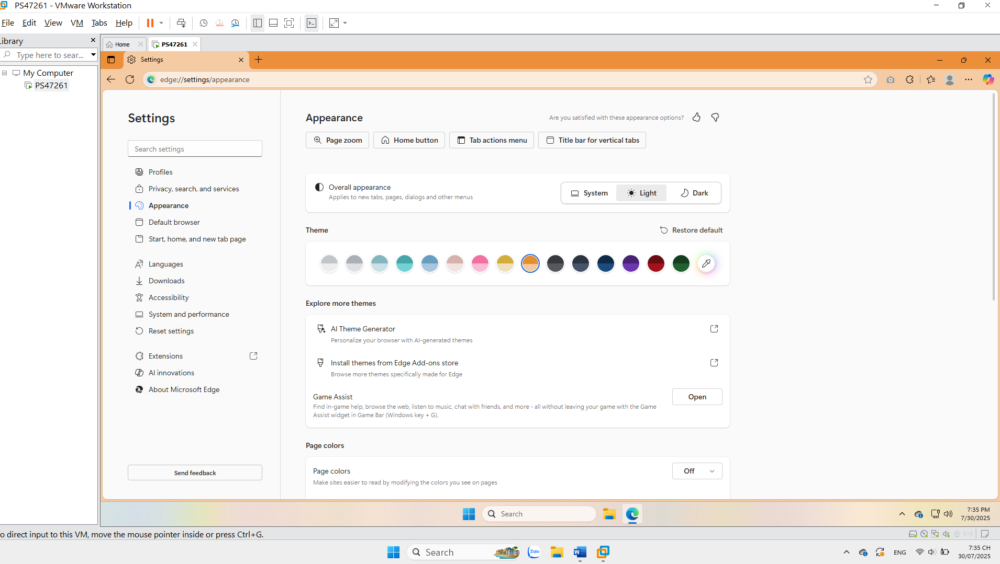 PS47261 - VMware Workstation
File Edit View VM Tabs Help
Library
Type here to sear...
My Computer
PS47261
Home PS47261
Settings
edge://settings/appearance
Settings
Search settings
Profiles
Privacy, search, and services
Appearance
Default browser
Start, home, and new tab page
Languages
Downloads
Accessibility
System and performance
Reset settings
Extensions
AI innovations
About Microsoft Edge
Send feedback
Appearance
Are you satisfied with these appearance options?
Page zoom Home button Tab actions menu Title bar for vertical tabs
Overall appearance
Applies to new tabs, pages, dialogs and other menus
System Light Dark
Theme
Restore default
Explore more themes
AI Theme Generator
Personalize your browser with AI-generated themes
Install themes from Edge Add-ons store
Browse more themes specifically made for Edge
Game Assist
Find in-game help, browse the web, listen to music, chat with friends, and more - all without leaving your game with the Game
Assist widget in Game Bar (Windows key + G).
Open
Page colors
Page colors
Make sites easier to read by modifying the colors you see on pages
Off
Search
7:35 PM
7/30/2025
o direct input to this VM, move the mouse pointer inside or press Ctrl+G.
Search
Zalo
W
ENG
7:35 CH
30/07/2025